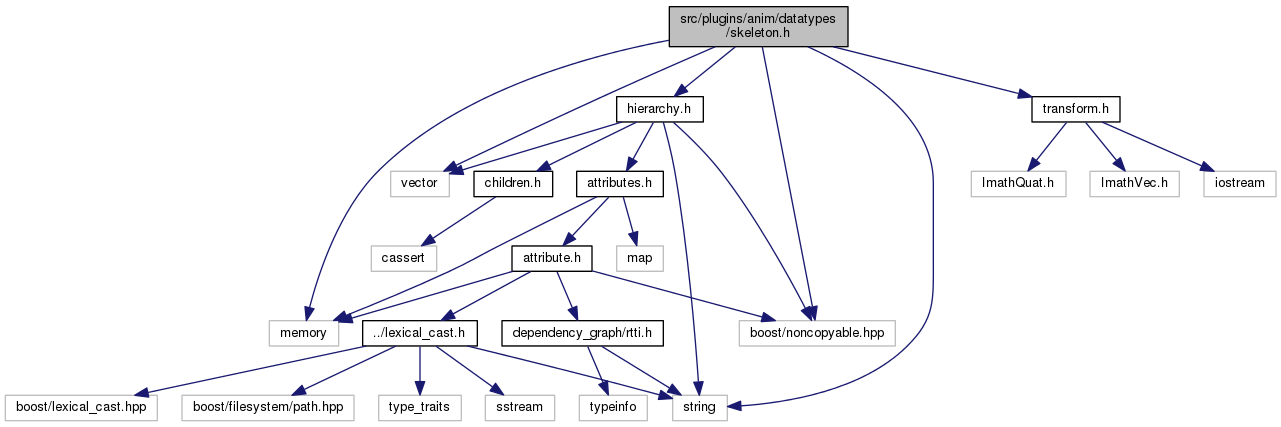 src/plugins/anim/datatypes
/skeleton.h
hierarchy.h
transform.h
vector
children.h
attributes.h
ImathQuat.h
ImathVec.h
iostream
cassert
attribute.h
map
memory
../lexical_cast.h
dependency_graph/rtti.h
boost/noncopyable.hpp
boost/lexical_cast.hpp
boost/filesystem/path.hpp
type_traits
sstream
typeinfo
string